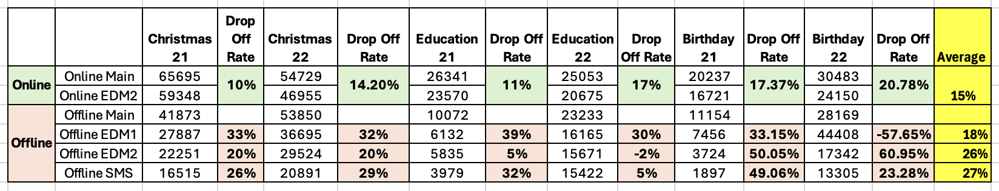 Christmas 21 Drop Off Rate Christmas 22 Drop Off Rate Education 21 Drop Off Rate Education 22 Drop Off Rate Birthday 21 Drop Off Rate Birthday 22 Drop Off Rate Average
Online Online Main 65695 10% 54729 14.20% 26341 11% 25053 17% 20237 17.37% 30483 20.78% 15%
Online EDM2 59348 46955 23570 20675 16721 24150
Offline Offline Main 41873 53850 10072 23233 11154 28169
Offline EDM1 27887 33% 36695 32% 6132 39% 16165 30% 7456 33.15% 44408 -57.65% 18%
Offline EDM2 22251 20% 29524 20% 5835 5% 15671 -2% 3724 50.05% 17342 60.95% 26%
Offline SMS 16515 26% 20891 29% 3979 32% 15422 5% 1897 49.06% 13305 23.28% 27%